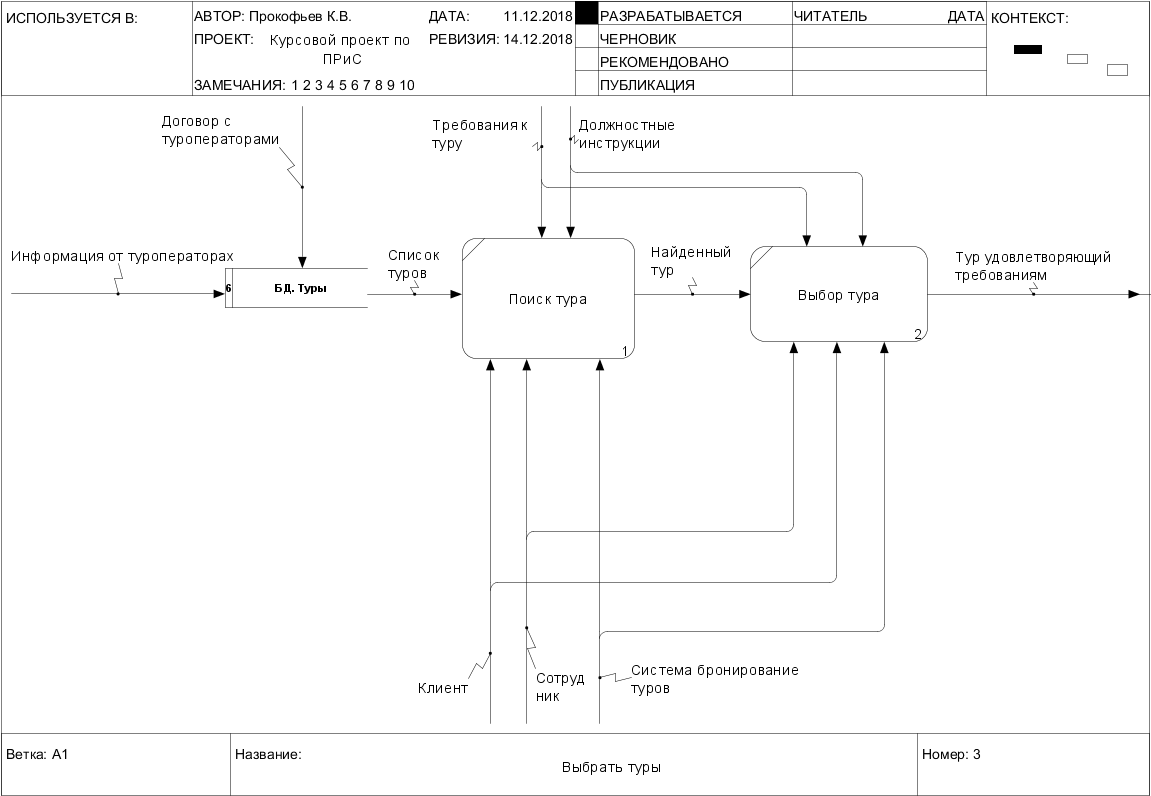 ИСПОЛЬЗУЕТСЯ В:
АВТОР: Прокофьев К.В.
ДАТА: 11.12.2018
ПРОЕКТ: Курсовой проект по
ПРиС
РЕВИЗИЯ: 14.12.2018
ЗАМЕЧАНИЯ: 1 2 3 4 5 6 7 8 9 10
РАЗРАБАТЫВАЕТСЯ
ЧЕРНОВИК
РЕКОМЕНДОВАНО
ПУБЛИКАЦИЯ
ЧИТАТЕЛЬ
ДАТА
КОНТЕКСТ:
Договор с
туроператорами
Требования к
туру
Должностные
инструкции
Информация от туроператорах
6
БД. Туры
Список
туров
Поиск тура
1
Найденный
тур
Выбор тура
2
Тур удовлетворяющий
требованиям
Клиент
Сотруд
ник
Система бронирование
туров
Ветка: A1
Название:
Выбрать туры
Номер: 3